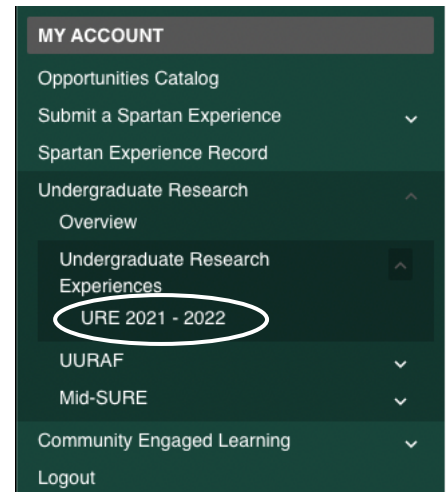 MY ACCOUNT
Opportunities Catalog
Submit a Spartan Experience
Spartan Experience Record
Undergraduate Research
Overview
Undergraduate Research
Experiences
URE 2021 - 2022
UURAF
Mid-SURE
Community Engaged Learning
Logout